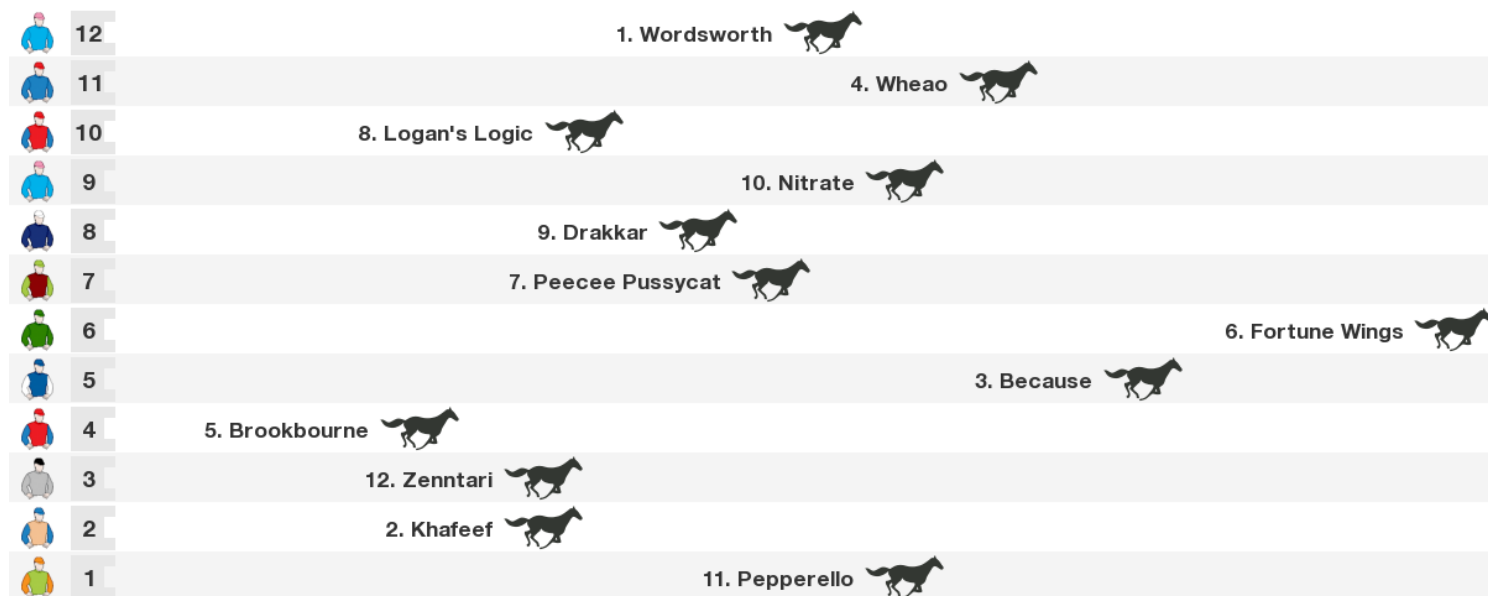 12 1. Wordsworth
11 4. Wheao
10 8. Logan's Logic
9 10. Nitrate
8 9. Drakkar
7 7. Peecee Pussycat
6 6. Fortune Wings
5 3. Because
4 5. Brookbourne
3 12. Zenntari
2 2. Khafeef
1 11. Pepperello